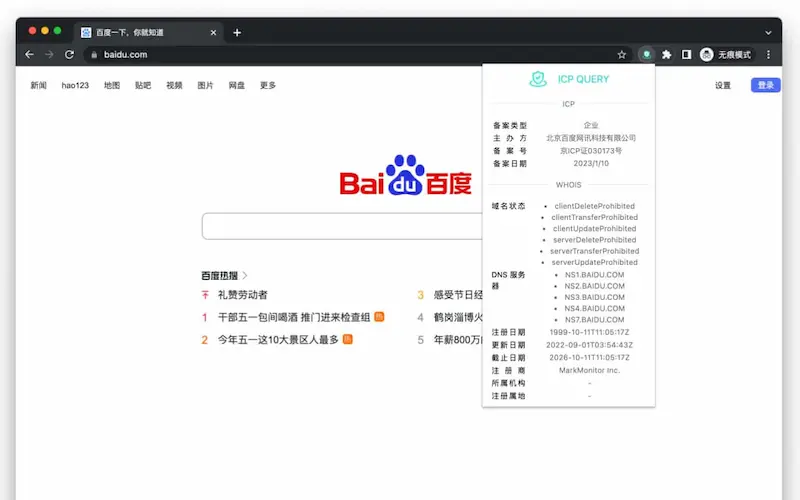 百度一下，你就知道
baidu.com
无痕模式
新闻 hao123 地图 贴吧 视频 图片 网盘 更多
设置 登录
Bai du 百度
百度热搜
礼赞劳动者
1 干部五一包间喝酒 推门进来检查组 热
2 今年五一这10大景区人最多 热
3 感受节日经
4 鹤岗淄博火
5 年薪800万
ICP QUERY
ICP
备案类型 企业
主办方 北京百度网讯科技有限公司
备案号 京ICP证030173号
备案日期 2023/1/10
WHOIS
域名状态 • clientDeleteProhibited
• clientTransferProhibited
• clientUpdateProhibited
• serverDeleteProhibited
• serverTransferProhibited
• serverUpdateProhibited
DNS 服务器 • NS1.BAIDU.COM
• NS2.BAIDU.COM
• NS3.BAIDU.COM
• NS4.BAIDU.COM
• NS7.BAIDU.COM
注册日期 1999-10-11T11:05:17Z
更新日期 2022-09-01T03:54:43Z
截止日期 2026-10-11T11:05:17Z
注册商 MarkMonitor Inc.
所属机构 -
注册属地 -